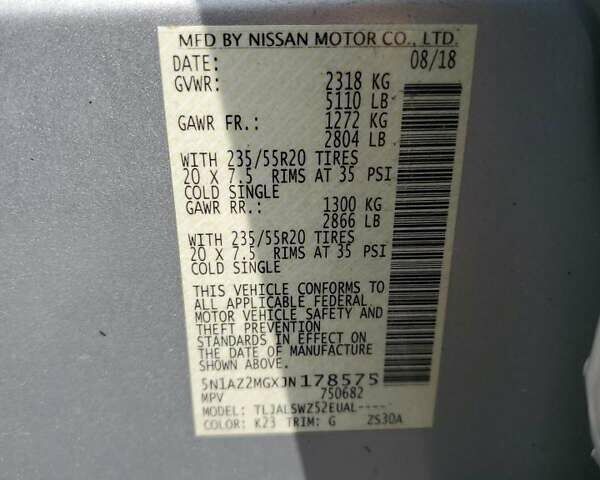 MFD BY NISSAN MOTOR CO., LTD.
DATE: 08/18
GVWR: 2318 KG
5110 LB
GAWR FR.: 1272 KG
2804 LB
WITH 235/55R20 TIRES
20 X 7.5 RIMS AT 35 PSI
COLD SINGLE
GAWR RR.: 1300 KG
2866 LB
WITH 235/55R20 TIRES
20 X 7.5 RIMS AT 35 PSI
COLD SINGLE
THIS VEHICLE CONFORMS TO
ALL APPLICABLE FEDERAL
MOTOR VEHICLE SAFETY AND
THEFT PREVENTION
STANDARDS IN EFFECT ON
THE DATE OF MANUFACTURE
SHOWN ABOVE.
5N1AZ2MGXJN178575
MPV 750682
MODEL: TLJALSWZ52EUAL----
COLOR: K23 TRIM: G ZS30A